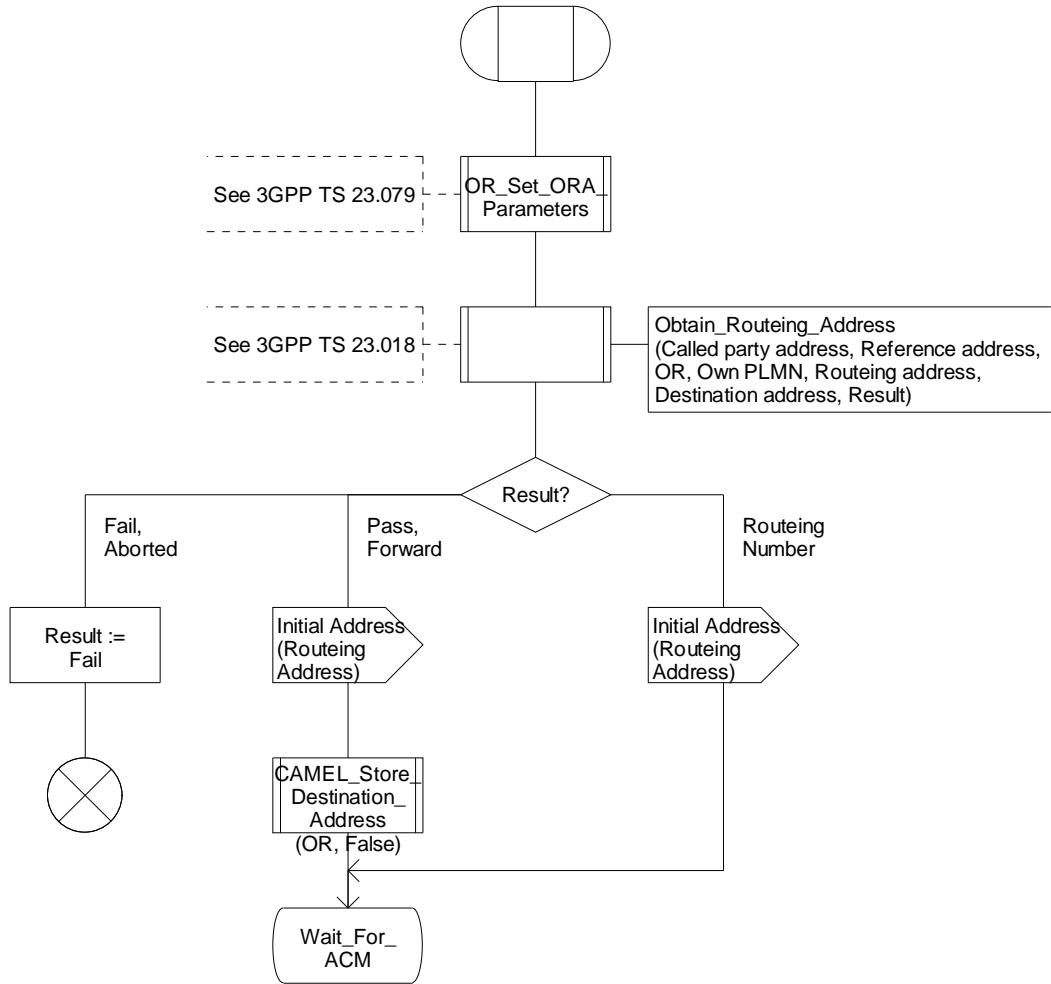 See 3GPP TS 23.079
OR_Set_ORA_
Parameters
See 3GPP TS 23.018
Obtain_Routeing_Address
(Called party address, Reference address,
OR, Own PLMN, Routeing address,
Destination address, Result)
Result?
Fail,
Aborted
Pass,
Forward
Routeing
Number
Result :=
Fail
Initial Address
(Routeing
Address)
Initial Address
(Routeing
Address)
CAMEL_Store_
Destination_
Address
(OR, False)
Wait_For_
ACM